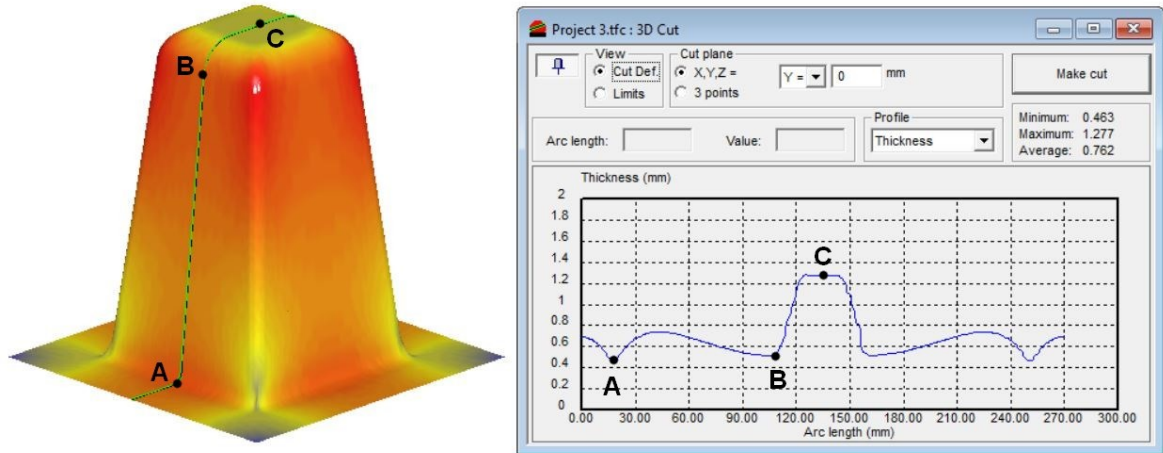 C
B
A
Project 3.tfc : 3D Cut
View
Cut Def.
Limits
Cut plane
X,Y,Z =
3 points
Y =
0
mm
Make cut
Arc length:
Value:
Profile
Thickness
Minimum: 0.463
Maximum: 1.277
Average: 0.762
Thickness (mm)
2
1.8
1.6
1.4
1.2
1
0.8
0.6
0.4
0.2
0
C
A
B
0.00 30.00 60.00 90.00 120.00 150.00 180.00 210.00 240.00 270.00 300.00
Arc length (mm)